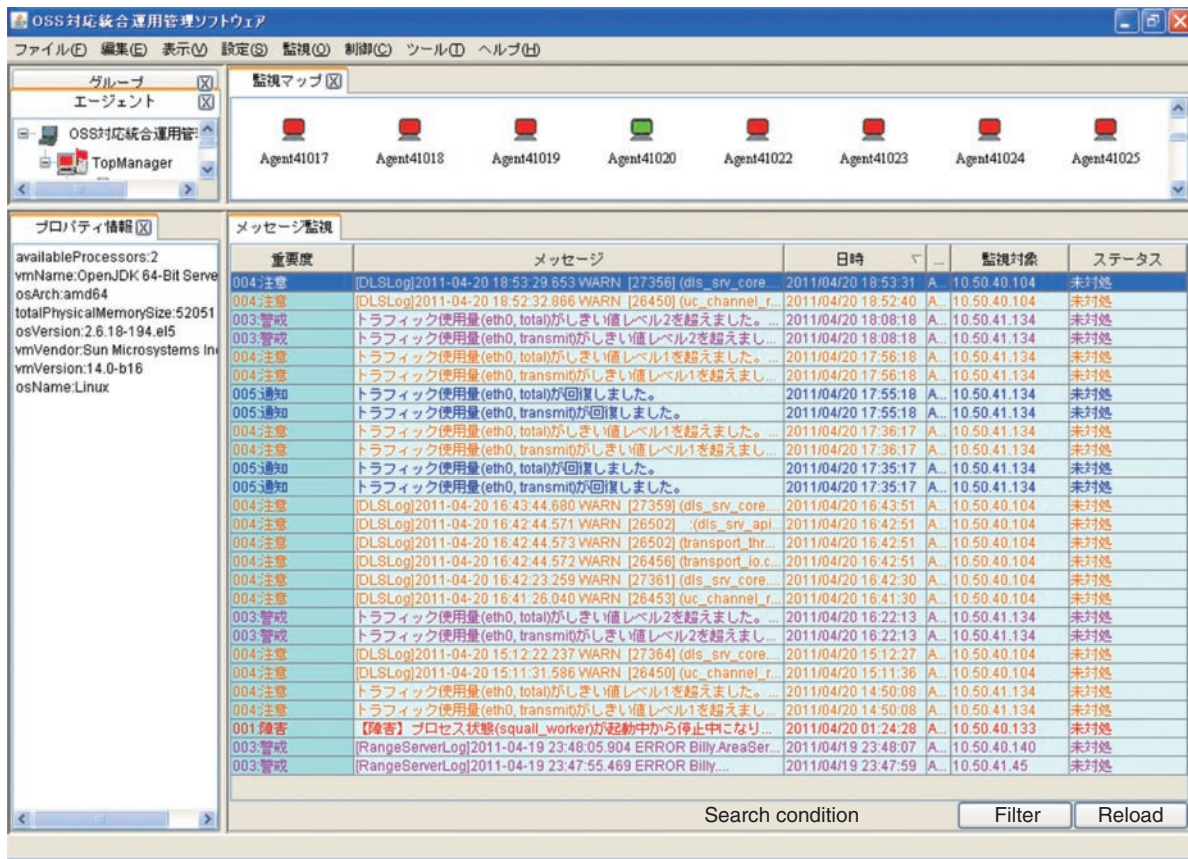 OSS対応統合運用管理ソフトウェア
ファイル(F) 編集(E) 表示(V) 設定(S) 監視(O) 制御(C) ツール(T) ヘルプ(H)
グループ
エージェント
OSS対応統合運用管
TopManager
監視マップ
Agent41017 Agent41018 Agent41019 Agent41020 Agent41022 Agent41023 Agent41024 Agent41025
プロパティ情報
availableProcessors:2
vmName:OpenJDK 64-Bit Serve
osArch:amd64
totalPhysicalMemorySize:52051
osVersion:2.6.18-194.el5
vmVendor:Sun Microsystems In
vmVersion:14.0-b16
osName:Linux
メッセージ監視
重要度 メッセージ 日時 ... 監視対象 ステータス
004:注意 [DLSLog]2011-04-20 18:53:29.653 WARN [27356] (dls_srv_core.... 2011/04/20 18:53:31 A... 10.50.40.104 未対処
004:注意 [DLSLog]2011-04-20 18:52:32.866 WARN [26450] (uc_channel_r... 2011/04/20 18:52:40 A... 10.50.40.104 未対処
003:警戒 トラフィック使用量(eth0, total)がしきい値レベル2を超えました。... 2011/04/20 18:08:18 A... 10.50.41.134 未対処
003:警戒 トラフィック使用量(eth0, transmit)がしきい値レベル2を超えまし... 2011/04/20 18:08:18 A... 10.50.41.134 未対処
004:注意 トラフィック使用量(eth0, total)がしきい値レベル1を超えました。... 2011/04/20 17:56:18 A... 10.50.41.134 未対処
004:注意 トラフィック使用量(eth0, transmit)がしきい値レベル1を超えまし... 2011/04/20 17:56:18 A... 10.50.41.134 未対処
005:通知 トラフィック使用量(eth0, total)が回復しました。 2011/04/20 17:55:18 A... 10.50.41.134 未対処
005:通知 トラフィック使用量(eth0, transmit)が回復しました。 2011/04/20 17:55:18 A... 10.50.41.134 未対処
004:注意 トラフィック使用量(eth0, total)がしきい値レベル1を超えました。... 2011/04/20 17:36:17 A... 10.50.41.134 未対処
004:注意 トラフィック使用量(eth0, transmit)がしきい値レベル1を超えまし... 2011/04/20 17:36:17 A... 10.50.41.134 未対処
005:通知 トラフィック使用量(eth0, total)が回復しました。 2011/04/20 17:35:17 A... 10.50.41.134 未対処
005:通知 トラフィック使用量(eth0, transmit)が回復しました。 2011/04/20 17:35:17 A... 10.50.41.134 未対処
004:注意 [DLSLog]2011-04-20 16:43:44.680 WARN [27359] (dls_srv_core.... 2011/04/20 16:43:51 A... 10.50.40.104 未対処
004:注意 [DLSLog]2011-04-20 16:42:44.571 WARN [26502] :(dls_srv_api... 2011/04/20 16:42:51 A... 10.50.40.104 未対処
004:注意 [DLSLog]2011-04-20 16:42:44.573 WARN [26502] (transport_thr... 2011/04/20 16:42:51 A... 10.50.40.104 未対処
004:注意 [DLSLog]2011-04-20 16:42:44.572 WARN [26456] (transport_io.c... 2011/04/20 16:42:51 A... 10.50.40.104 未対処
004:注意 [DLSLog]2011-04-20 16:42:23.259 WARN [27361] (dls_srv_core.... 2011/04/20 16:42:30 A... 10.50.40.104 未対処
004:注意 [DLSLog]2011-04-20 16:41:26.040 WARN [26453] (uc_channel_r... 2011/04/20 16:41:30 A... 10.50.40.104 未対処
003:警戒 トラフィック使用量(eth0, total)がしきい値レベル2を超えました。... 2011/04/20 16:22:13 A... 10.50.41.134 未対処
003:警戒 トラフィック使用量(eth0, transmit)がしきい値レベル2を超えまし... 2011/04/20 16:22:13 A... 10.50.41.134 未対処
004:注意 [DLSLog]2011-04-20 15:12:22.237 WARN [27364] (dls_srv_core.... 2011/04/20 15:12:27 A... 10.50.40.104 未対処
004:注意 [DLSLog]2011-04-20 15:11:31.586 WARN [26450] (uc_channel_r... 2011/04/20 15:11:36 A... 10.50.40.104 未対処
004:注意 トラフィック使用量(eth0, total)がしきい値レベル1を超えました。... 2011/04/20 14:50:08 A... 10.50.41.134 未対処
004:注意 トラフィック使用量(eth0, transmit)がしきい値レベル1を超えまし... 2011/04/20 14:50:08 A... 10.50.41.134 未対処
001:障害 【障害】プロセス状態(squall_worker)が起動中から停止中になり... 2011/04/20 01:24:28 A... 10.50.40.133 未対処
003:警戒 [RangeServerLog]2011-04-19 23:48:05.904 ERROR Billy.AreaSer... 2011/04/19 23:48:07 A... 10.50.40.140 未対処
003:警戒 [RangeServerLog]2011-04-19 23:47:55.469 ERROR Billy.... 2011/04/19 23:47:59 A... 10.50.41.45 未対処
Search condition Filter Reload